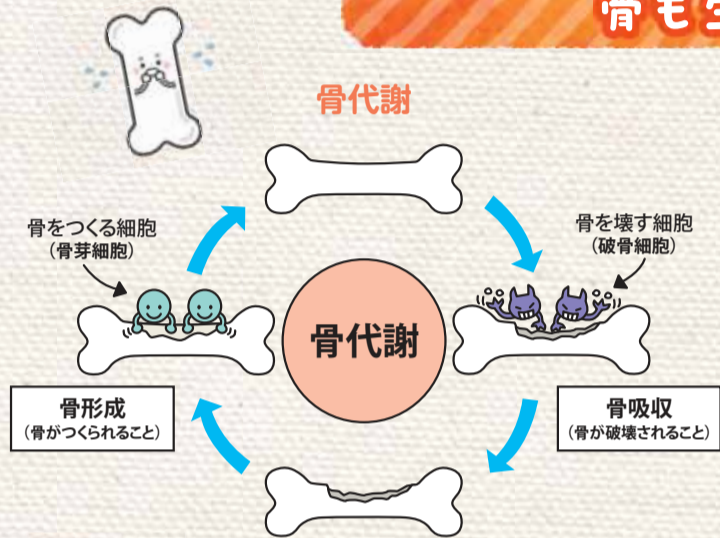 骨も
骨代謝
骨をつくる細胞
(骨芽細胞)
骨を壊す細胞
(破骨細胞)
骨代謝
骨形成
(骨がつくられること)
骨吸収
(骨が破壊されること)